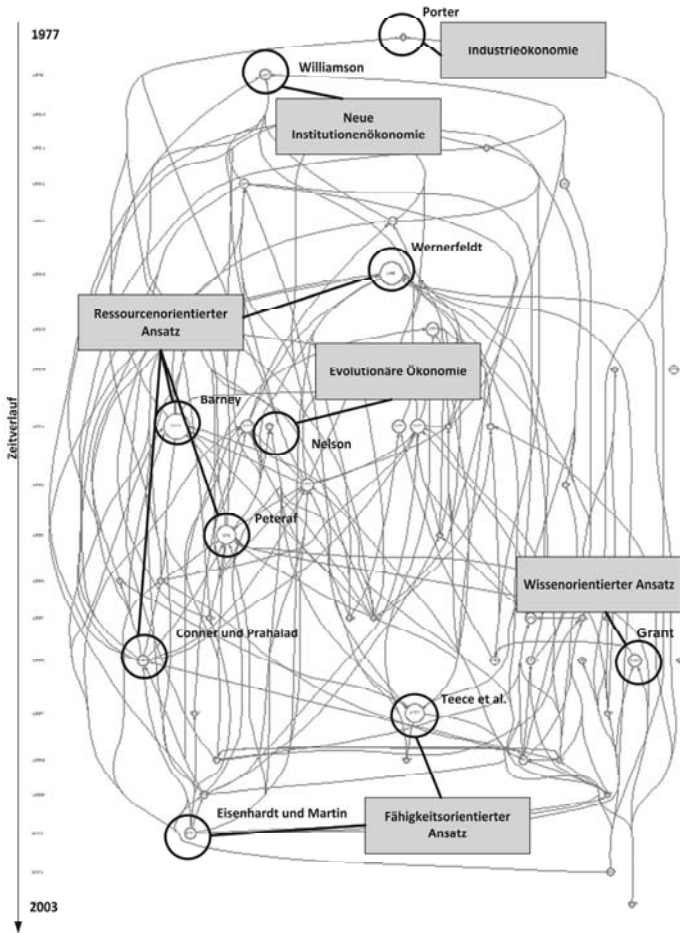 1977
Porter
Industrieökonomie
Williamson
Neue
Institutionenökonomie
Wernerfeldt
Ressourcenorientierter
Ansatz
Evolutionäre Ökonomie
Barney
Nelson
Zeitverlauf
Peteraf
Wissenorientierter Ansatz
Conner und Prahalad
Grant
Teece et al.
Eisenhardt und Martin
Fähigkeitsorientierter
Ansatz
2003